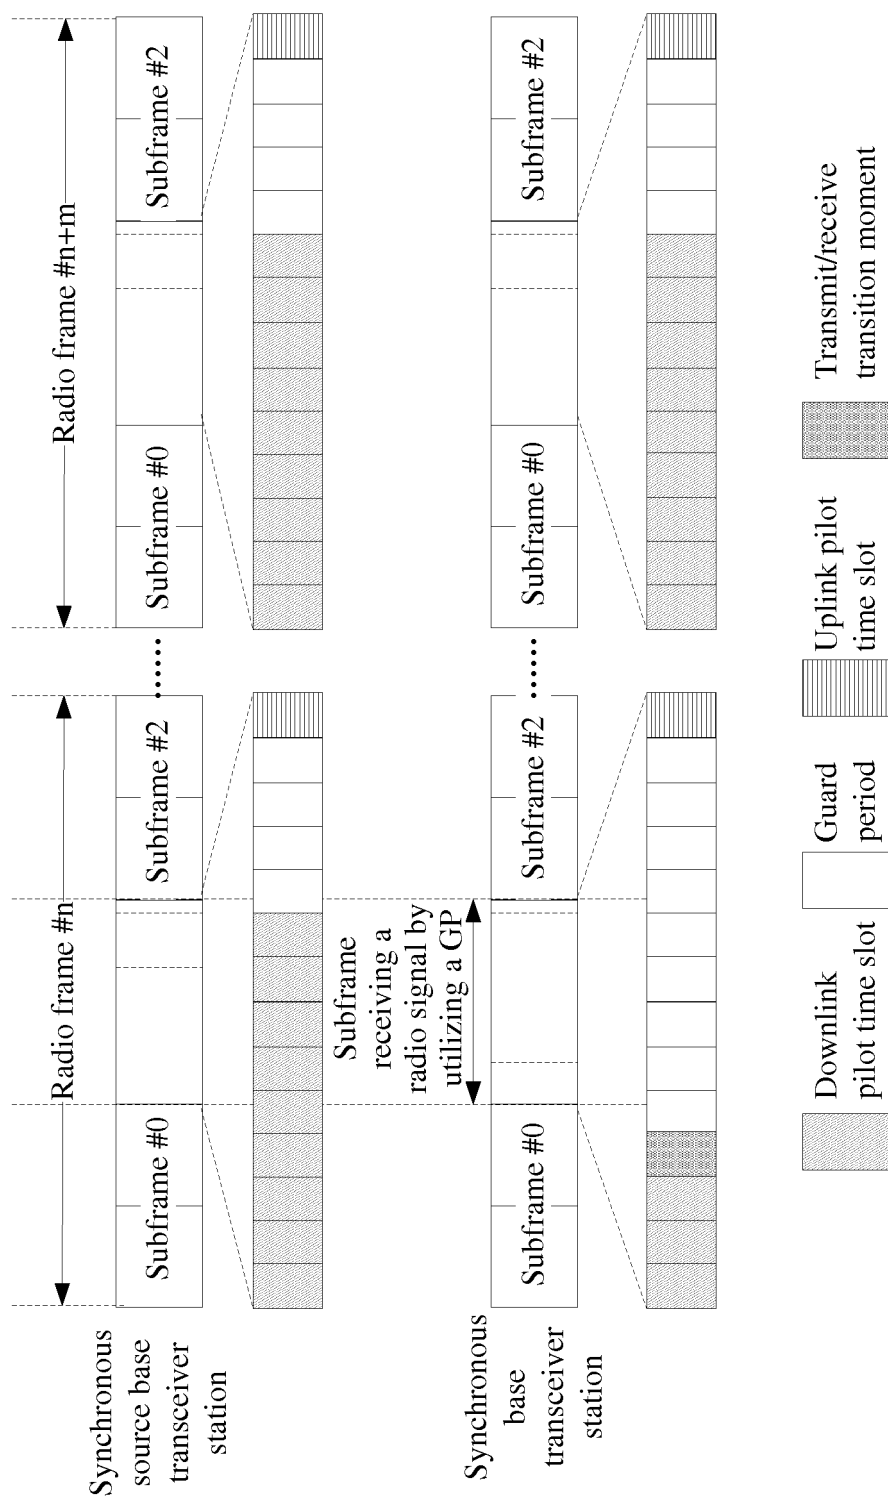 Radio frame #n
Radio frame #n+m
Synchronous
source base
transceiver
station
Subframe #0
Subframe #2
......
Subframe #0
Subframe #2
Subframe
receiving a
radio signal by
utilizing a GP
Synchronous
base
transceiver
station
Subframe #0
Subframe #2
......
Subframe #0
Subframe #2
Downlink
pilot time slot
Guard
period
Uplink pilot
time slot
Transmit/receive
transition moment